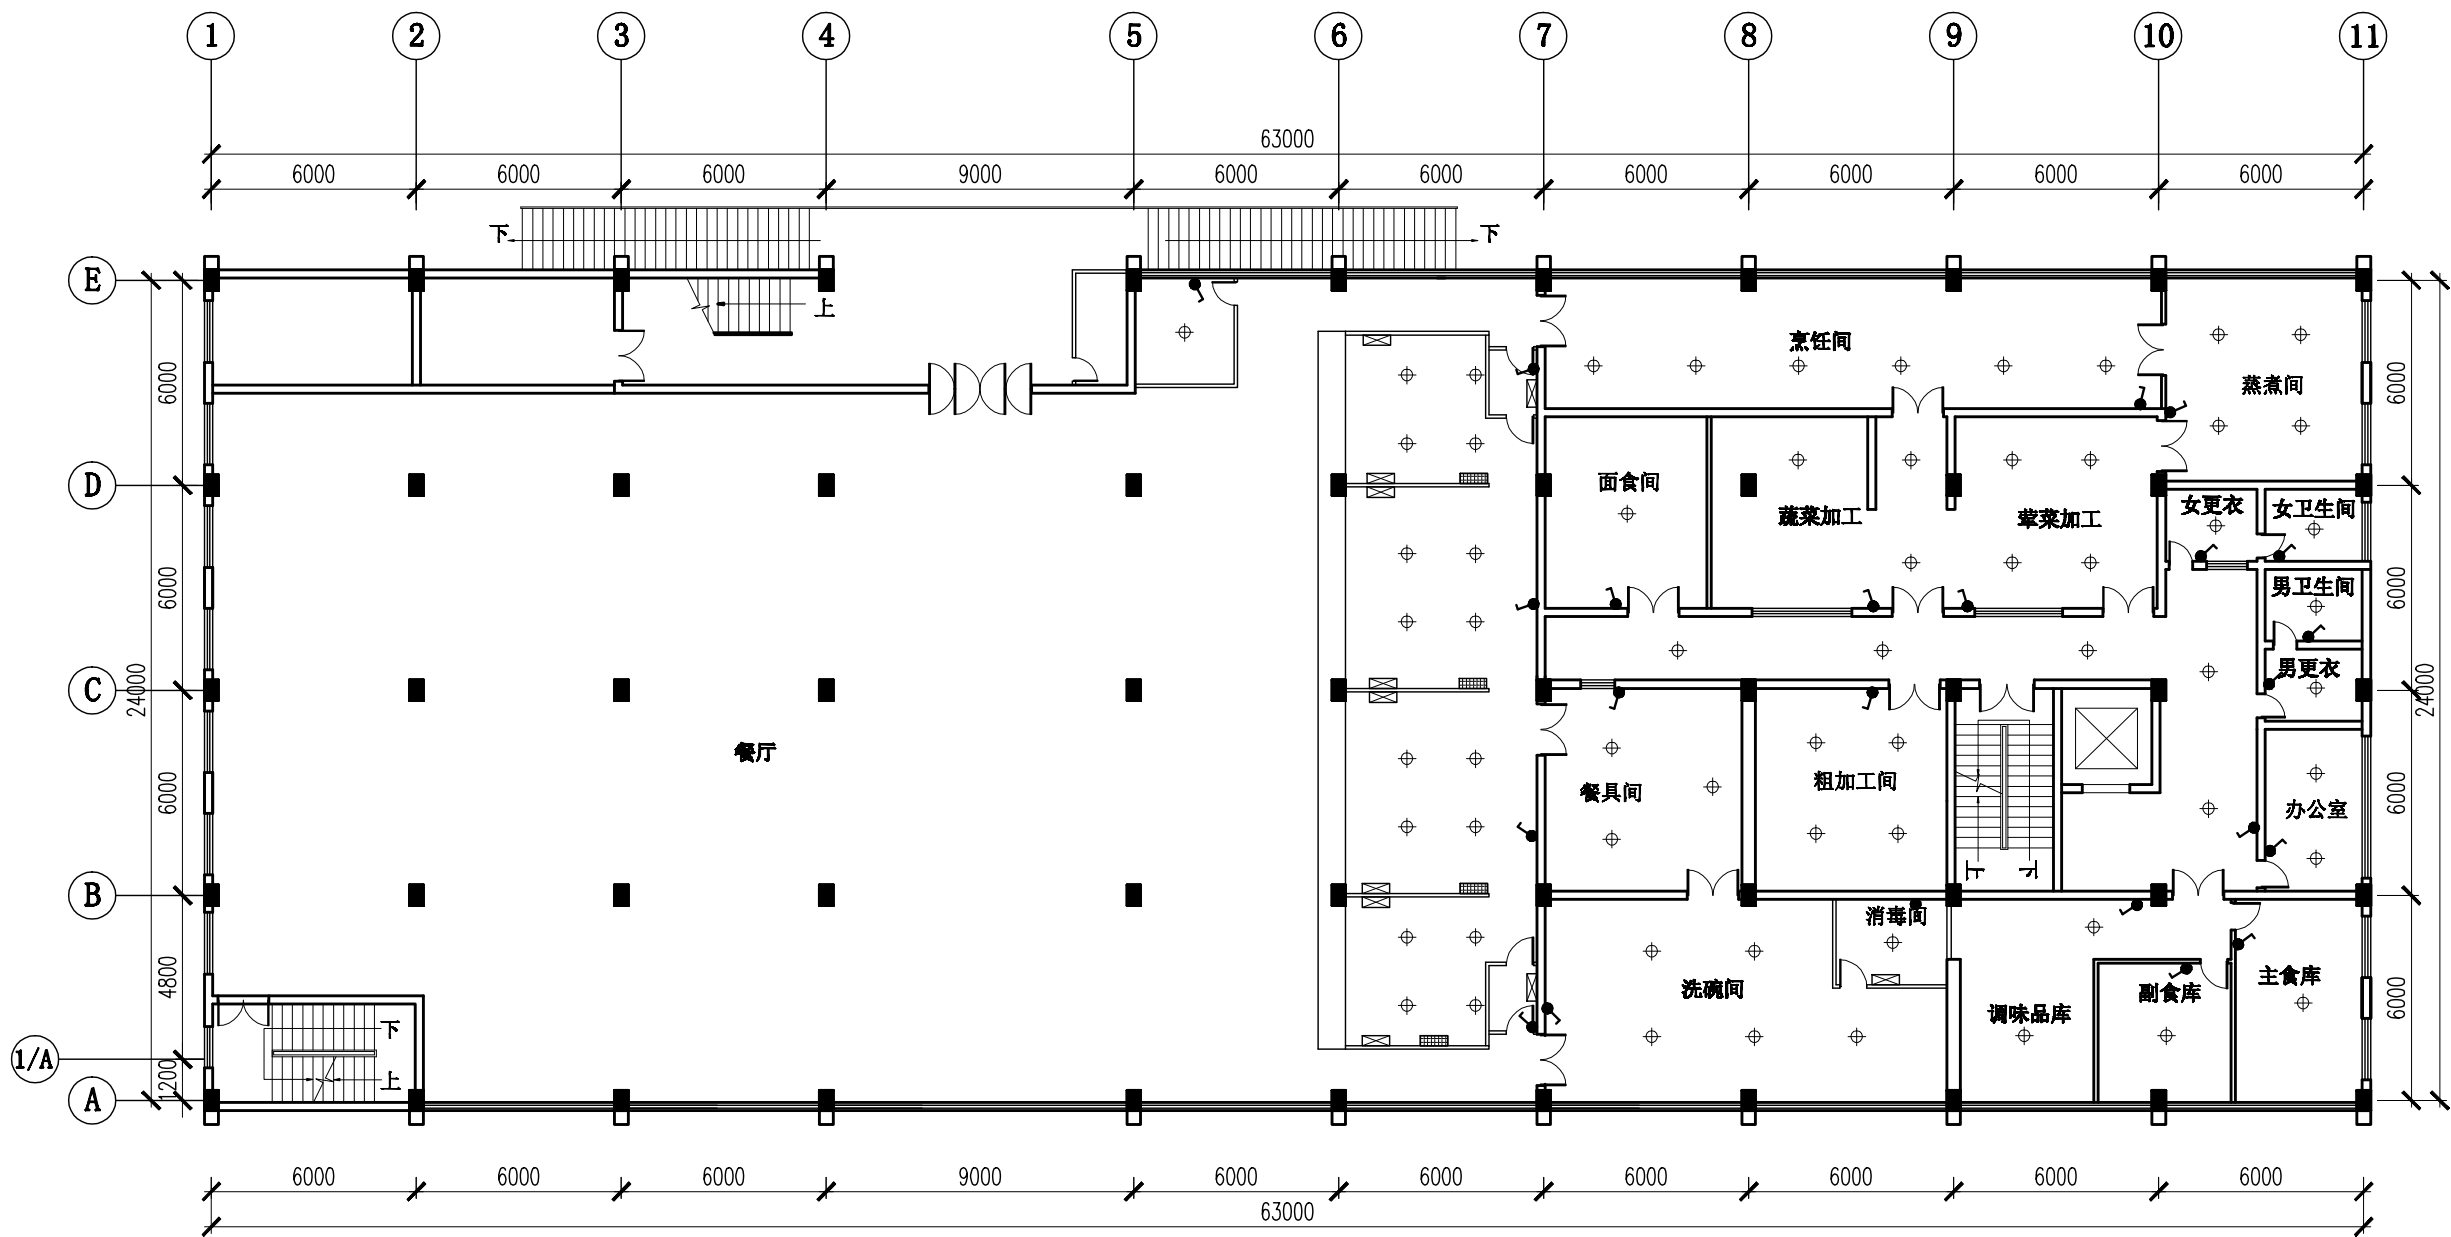 1 2 3 4 5 6 7 8 9 10 11
63000
6000 6000 6000 9000 6000 6000 6000 6000 6000 6000
下 下
E
上
烹饪间
6000 6000
蒸煮间
D
面食间
女更衣 女卫生间
蔬菜加工 荤菜加工
6000 男卫生间 6000
男更衣
C
24000 24000
餐厅
粗加工间
6000 餐具间 6000
办公室
上 下
B
消毒间
4800
主食库
洗碗间 副食库
6000
调味品库
下
1/A
1200 上
A
6000 6000 6000 9000 6000 6000 6000 6000 6000 6000
63000